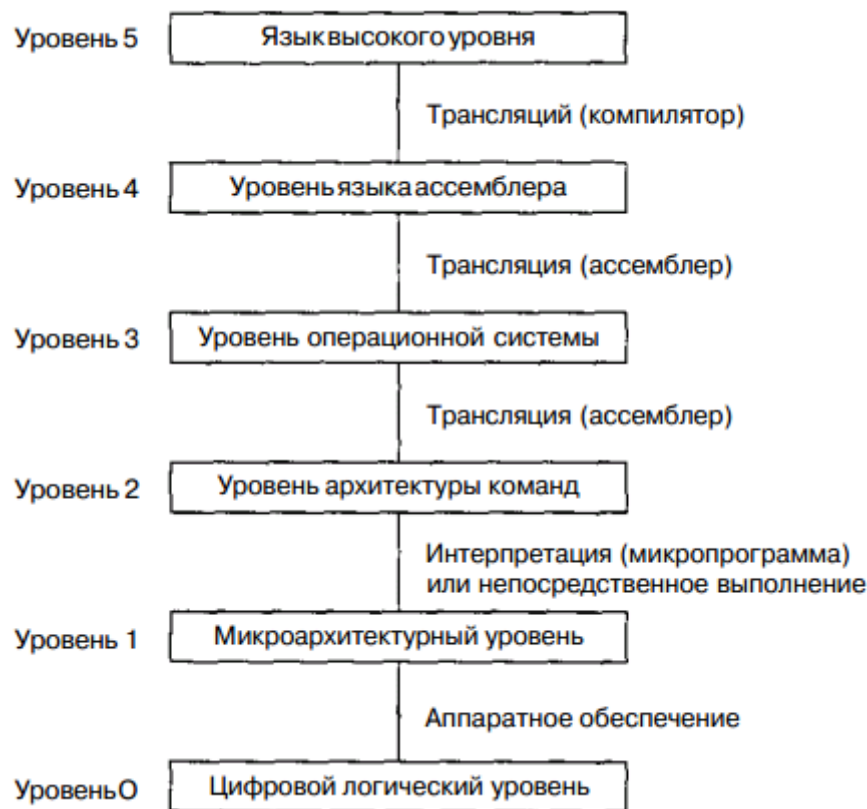 Уровень 5 Язык высокого уровня
Трансляций (компилятор)
Уровень 4 Уровень языка ассемблера
Трансляция (ассемблер)
Уровень 3 Уровень операционной системы
Трансляция (ассемблер)
Уровень 2 Уровень архитектуры команд
Интерпретация (микропрограмма)
или непосредственное выполнение
Уровень 1 Микроархитектурный уровень
Аппаратное обеспечение
Уровень О Цифровой логический уровень